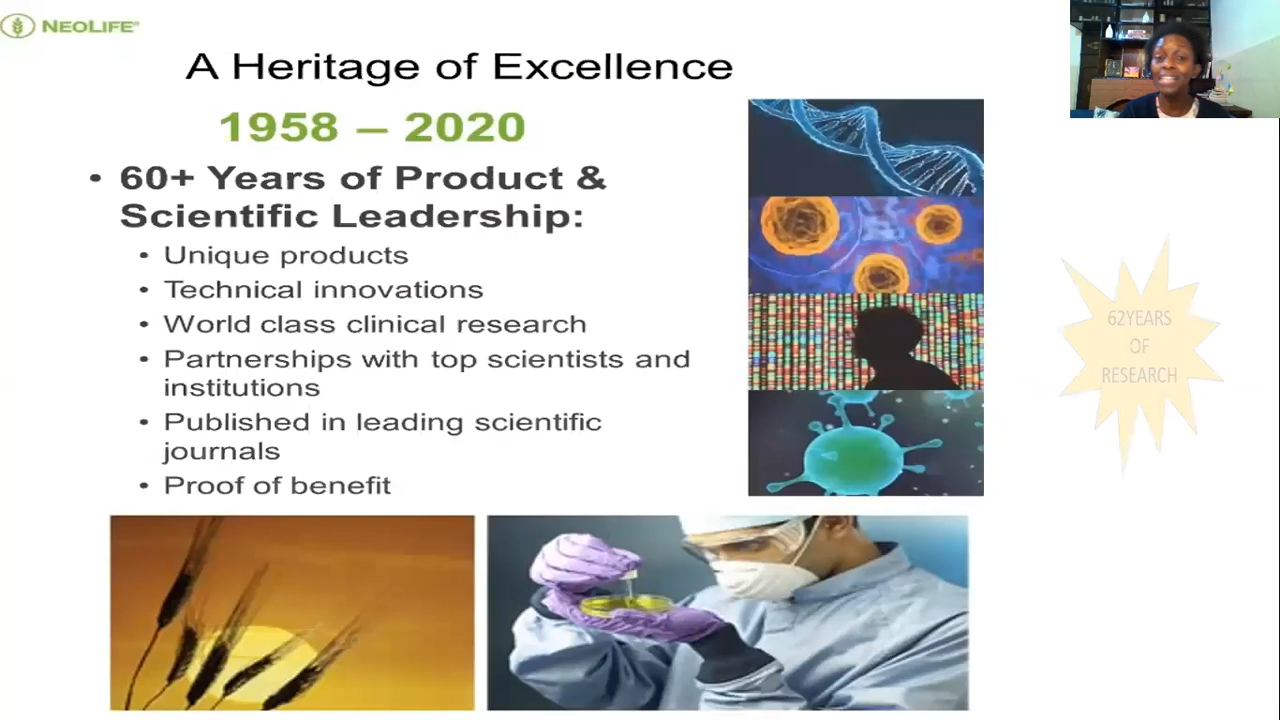 NEOLIFE®
A Heritage of Excellence
1958 – 2020
• 60+ Years of Product &
Scientific Leadership:
• Unique products
• Technical innovations
• World class clinical research
• Partnerships with top scientists and
institutions
• Published in leading scientific
journals
• Proof of benefit
62YEARS
OF
RESEARCH